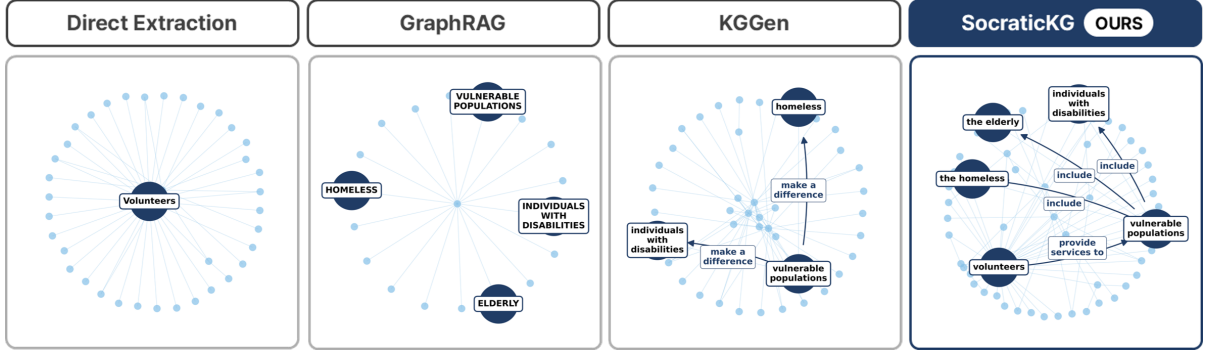 Direct Extraction
GraphRAG
KGGen
SocraticKG OURS
Volunteers
VULNERABLE
POPULATIONS
HOMELESS
INDIVIDUALS
WITH
DISABILITIES
ELDERLY
homeless
make a
difference
individuals
with
disabilities
make a
difference
vulnerable
populations
individuals
with
disabilities
the elderly
include
include
the homeless
include
vulnerable
populations
provide
services to
volunteers